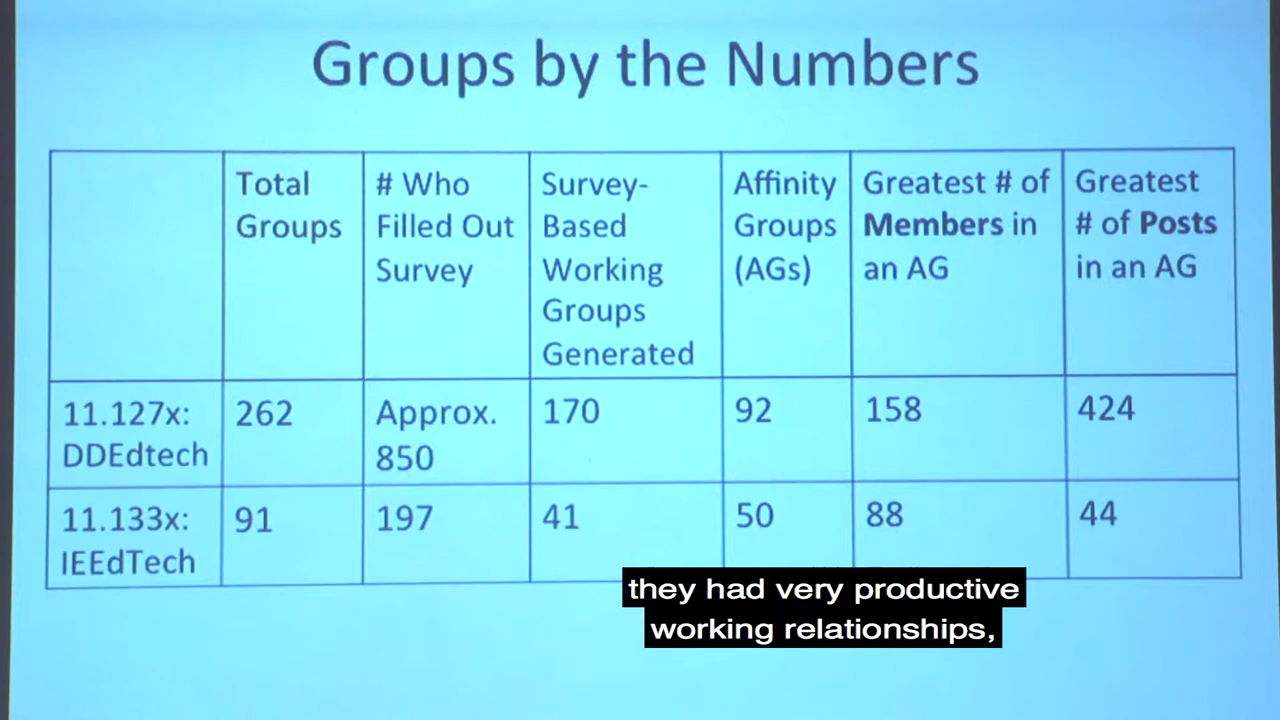 Groups by the Numbers
Total
Groups
# Who
Filled Out
Survey
Survey-
Based
Working
Groups
Generated
Affinity
Groups
(AGs)
Greatest # of
Members in
an AG
Greatest
# of Posts
in an AG
11.127x:
DDEdtech
262
Approx.
850
170
92
158
424
11.133x:
IEEdTech
91
197
41
50
88
44
they had very productive
working relationships,